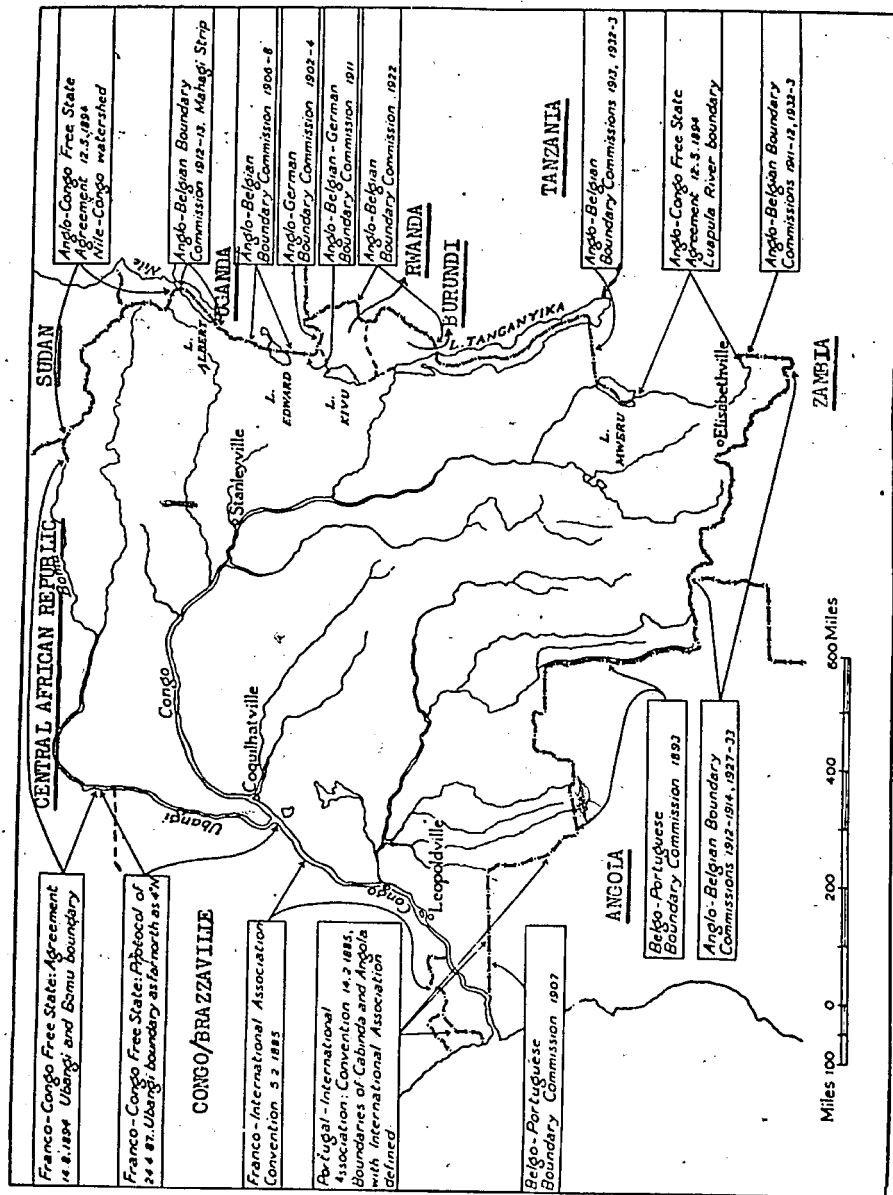 Franco-Congo Free State: Agreement
14.8.1894 Ubangi and Bomu boundary
Franco-Congo Free State: Protocol of
29.4.87. Ubangi boundary as far north as 4°N
CONGO/BRAZZAVILLE
Franco-International Association
Convention 5.2.1885
Portugal-International
Association: Convention 14.2.1885,
Boundaries of Cabinda and Angola
with International Association
defined
Belgo-Portuguese
Boundary Commission 1901
CENTRAL AFRICAN REPUBLIC
SUDAN
Bomu
Ubangi
Congo
Coquilhatville
Stanleyville
Congo
Leopoldville
Nile
L.
ALBERT
UGANDA
L.
EDWARD
L.
KIVU
RWANDA
BURUNDI
L. TANGANYIKA
TANZANIA
L.
MWERU
Elisabethville
ZAMBIA
ANGOLA
Anglo-Congo Free State
Agreement 12.5.1894
Nile-Congo watershed
Anglo-Belgian Boundary
Commission 1912-13, Mahagi Strip
Anglo-Belgian
Boundary Commission 1906-8
Anglo-German
Boundary Commission 1902-4
Anglo-Belgian-German
Boundary Commission 1911
Anglo-Belgian
Boundary Commission 1922
Anglo-Belgian
Boundary Commissions 1913, 1932-3
Anglo-Congo Free State
Agreement 12.5.1894
Luapula River boundary
Anglo-Belgian Boundary
Commissions 1911-12, 1932-3
Belgo-Portuguese
Boundary Commission 1893
Anglo-Belgian Boundary
Commissions 1912-1914, 1927-33
Miles 100 0 200 400 600 Miles